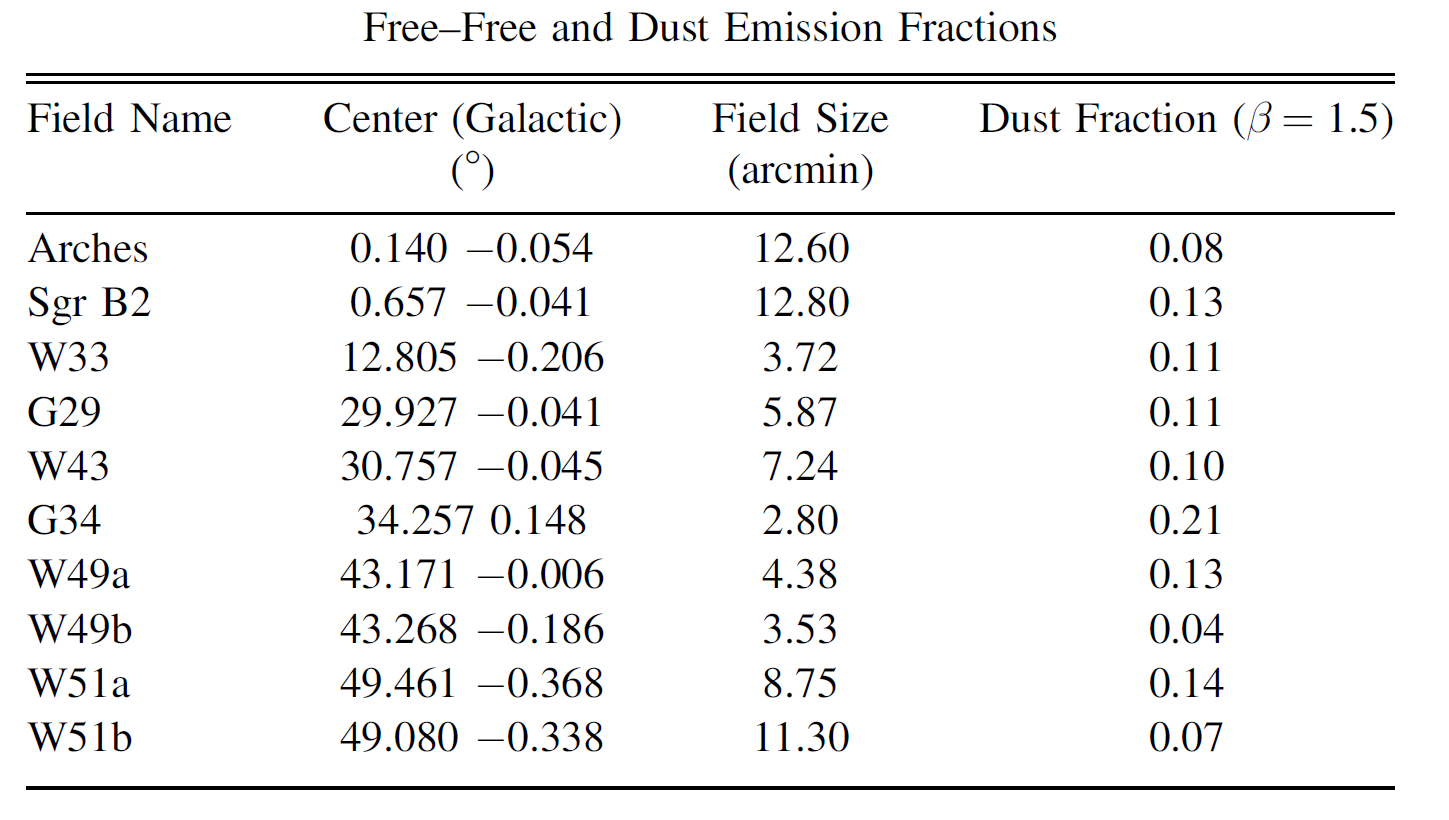 Free–Free and Dust Emission Fractions
Field Name Center (Galactic) Field Size Dust Fraction (β = 1.5)
(°) (arcmin)
Arches 0.140 −0.054 12.60 0.08
Sgr B2 0.657 −0.041 12.80 0.13
W33 12.805 −0.206 3.72 0.11
G29 29.927 −0.041 5.87 0.11
W43 30.757 −0.045 7.24 0.10
G34 34.257 0.148 2.80 0.21
W49a 43.171 −0.006 4.38 0.13
W49b 43.268 −0.186 3.53 0.04
W51a 49.461 −0.368 8.75 0.14
W51b 49.080 −0.338 11.30 0.07